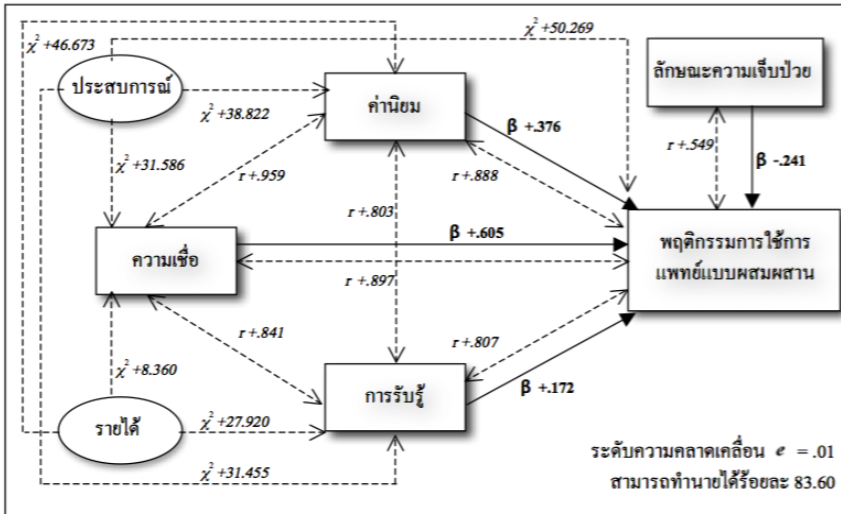 χ² +50.269
χ² +46.673
ลักษณะความเจ็บป่วย
ประสบการณ์
ค่านิยม
χ² +38.822
β +.376
r +.549
β -.241
χ² +31.586
r +.959
r +.888
r +.803
β +.605
ความเชื่อ
พฤติกรรมการใช้การ
แพทย์แบบผสมผสาน
r +.897
r +.841
r +.807
χ² +8.360
การรับรู้
β +.172
รายได้
χ² +27.920
ระดับความคลาดเคลื่อน e = .01
χ² +31.455
สามารถทำนายได้ร้อยละ 83.60